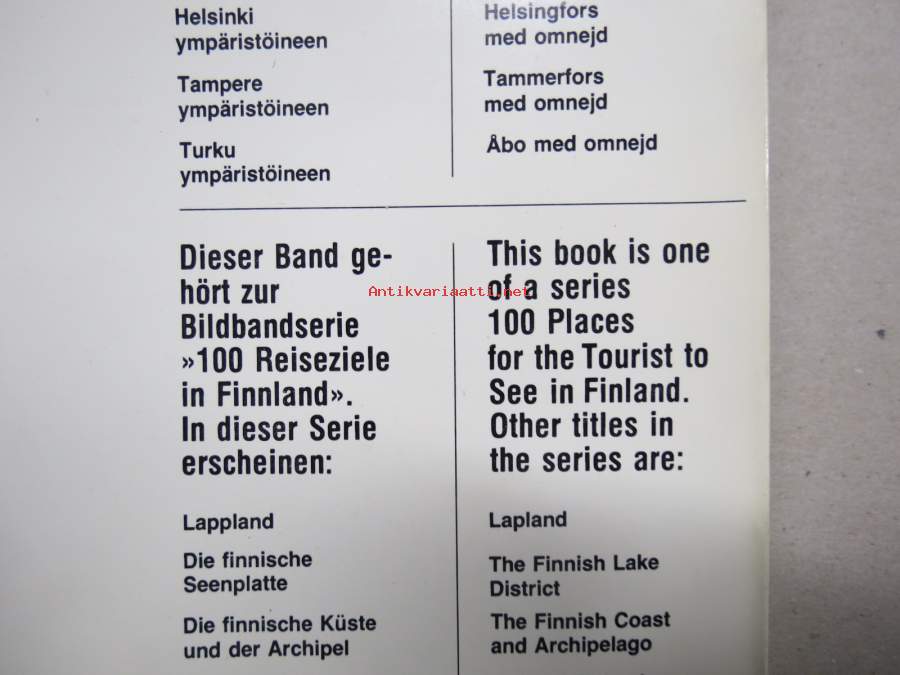 Helsinki
ympäristöineen
Tampere
ympäristöineen
Turku
ympäristöineen
Helsingfors
med omnejd
Tammerfors
med omnejd
Åbo med omnejd
Dieser Band ge-
hört zur
Bildbandserie
»100 Reiseziele
in Finnland».
In dieser Serie
erscheinen:
Lappland
Die finnische
Seenplatte
Die finnische Küste
und der Archipel
This book is one
of a series
100 Places
for the Tourist to
See in Finland.
Other titles in
the series are:
Lapland
The Finnish Lake
District
The Finnish Coast
and Archipelago
Antikvariaatti.net